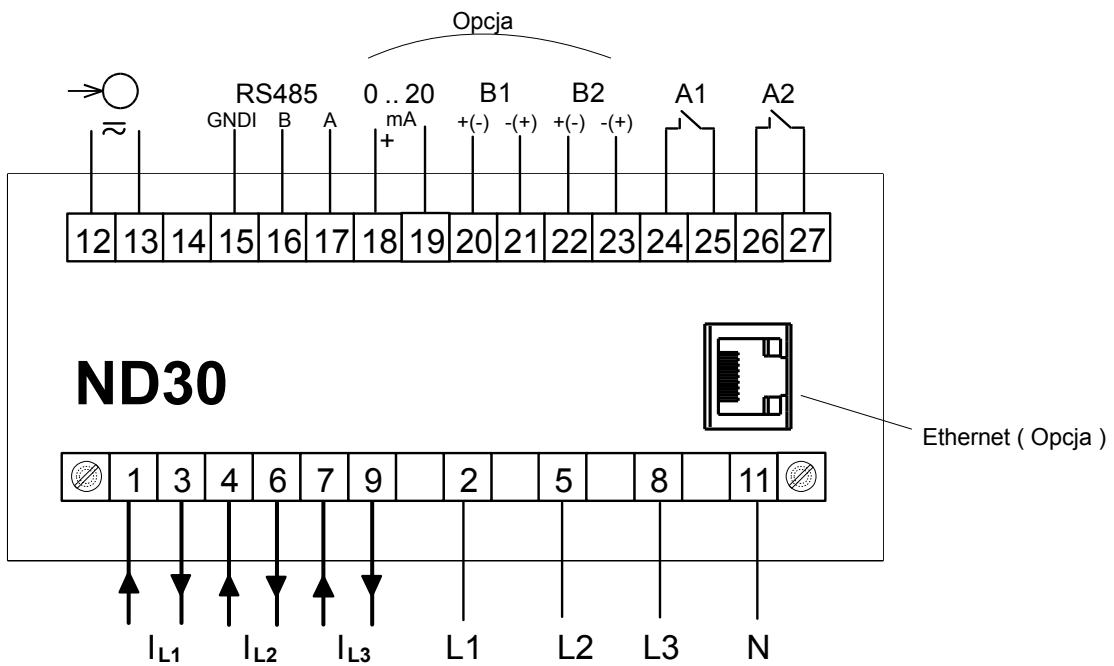 Opcja
RS485 0 .. 20 B1 B2 A1 A2
GNDI B A mA +(-) -(+) +(-) -(+)
+
12 13 14 15 16 17 18 19 20 21 22 23 24 25 26 27
ND30
Ethernet ( Opcja )
1 3 4 6 7 9 2 5 8 11
IL1 IL2 IL3 L1 L2 L3 N